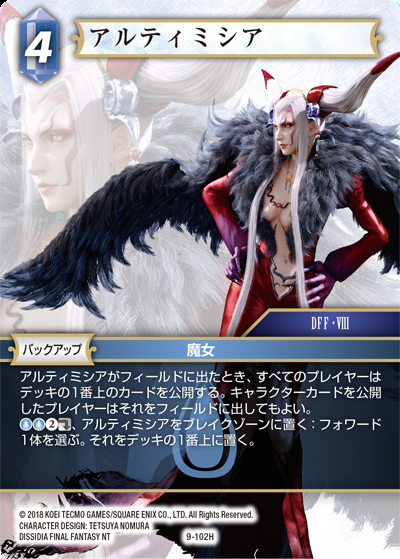 4
アルティミシア
DFF・VIII
バックアップ
魔女
アルティミシアがフィールドに出たとき、すべてのプレイヤーは
デッキの1番上のカードを公開する。キャラクターカードを公開
したプレイヤーはそれをフィールドに出してもよい。
2、アルティミシアをブレイクゾーンに置く：フォワード
1体を選ぶ。それをデッキの1番上に置く。
© 2018 KOEI TECMO GAMES/SQUARE ENIX CO., LTD. All Rights Reserved.
CHARACTER DESIGN: TETSUYA NOMURA
DISSIDIA FINAL FANTASY NT
9-102H